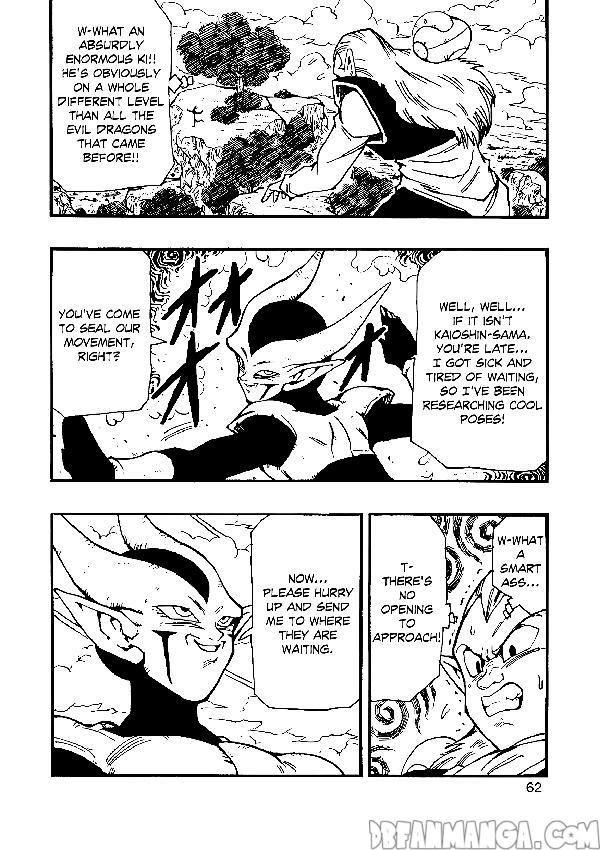 W-WHAT AN
ABSURDLY
ENORMOUS KI!!
HE'S OBVIOUSLY
ON A WHOLE
DIFFERENT LEVEL
THAN ALL THE
EVIL DRAGONS
THAT CAME
BEFORE!!
WELL, WELL...
IF IT ISN'T
KAIOSHIN-SAMA.
YOU'RE LATE...
I GOT SICK AND
TIRED OF WAITING,
SO I'VE BEEN
RESEARCHING COOL
POSES!
YOU'VE COME
TO SEAL OUR
MOVEMENT,
RIGHT?
W-WHAT
A
SMART
ASS...
T-
THERE'S
NO
OPENING
TO
APPROACH!
NOW...
PLEASE HURRY
UP AND SEND
ME TO WHERE
THEY ARE
WAITING.
62
DBFANMANGA.COM